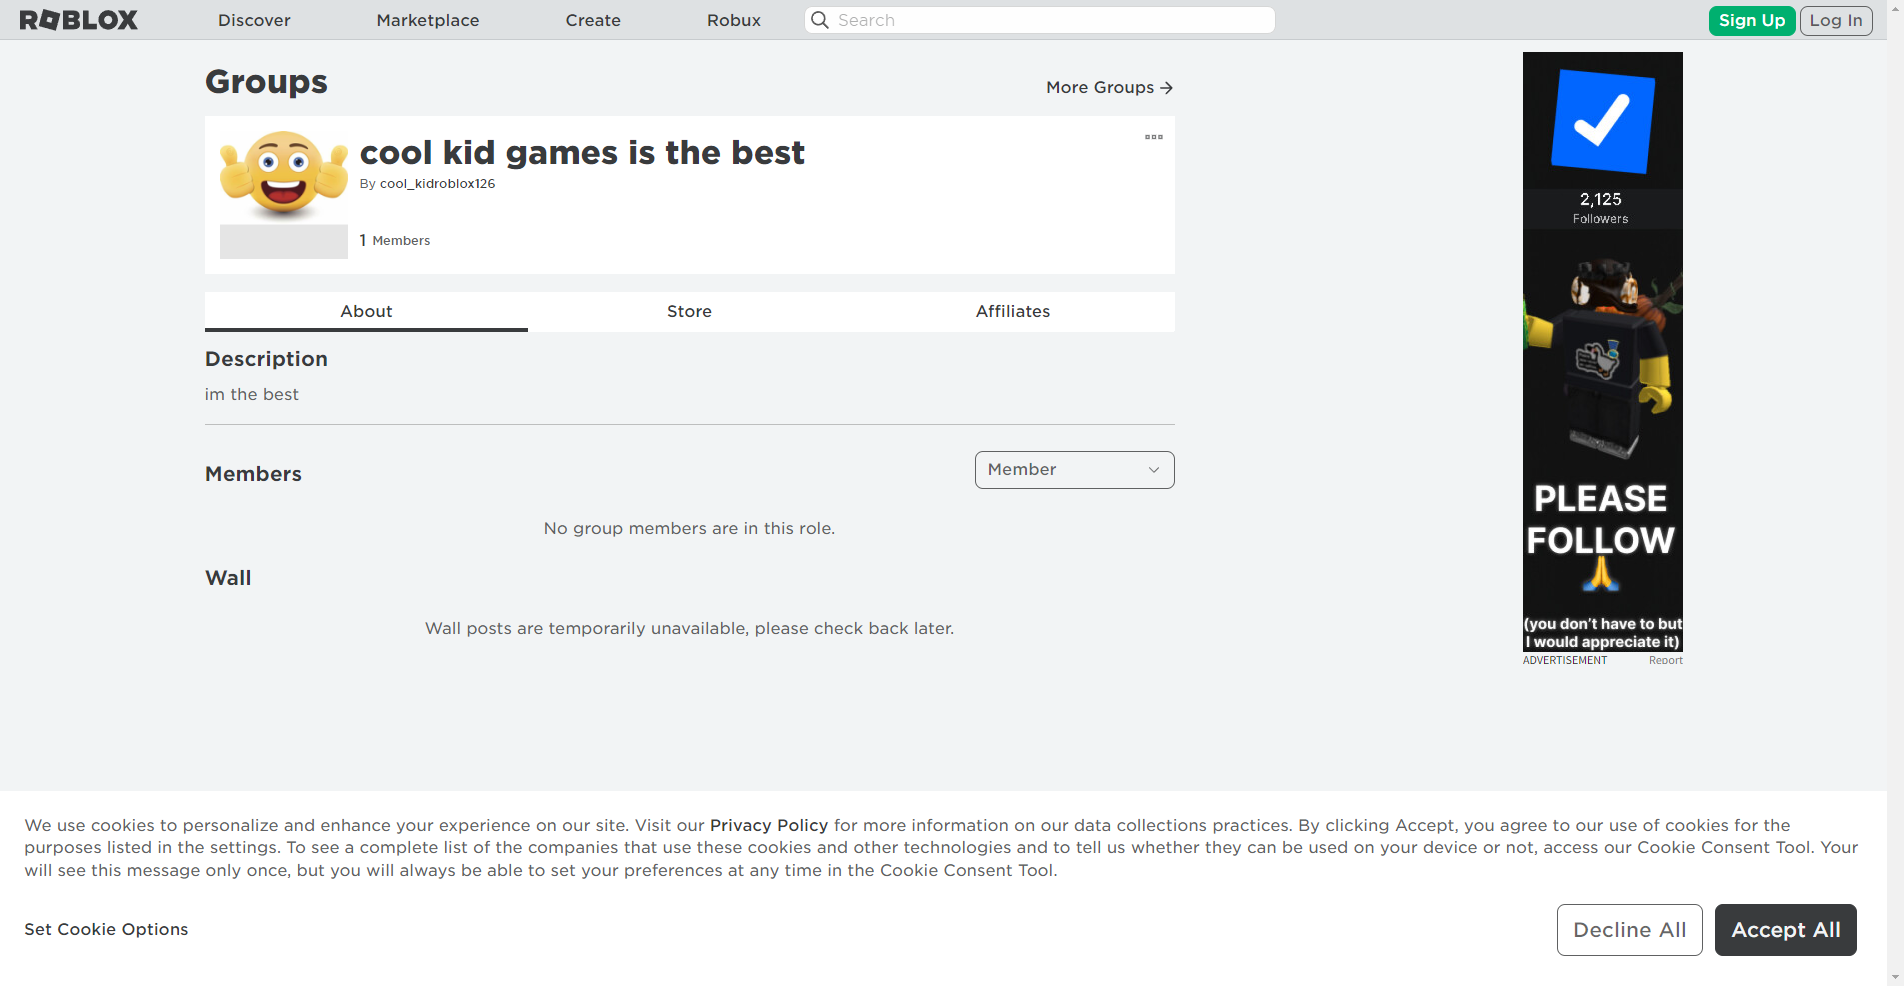 ROBLOX
Discover
Marketplace
Create
Robux
Search
Sign Up
Log In
Groups
More Groups
cool kid games is the best
By cool_kidroblox126
1 Members
About
Store
Affiliates
Description
im the best
Members
Member
No group members are in this role.
Wall
Wall posts are temporarily unavailable, please check back later.
2,125
Followers
PLEASE
FOLLOW
(you don't have to but
I would appreciate it)
ADVERTISEMENT
Report
We use cookies to personalize and enhance your experience on our site. Visit our Privacy Policy for more information on our data collections practices. By clicking Accept, you agree to our use of cookies for the
purposes listed in the settings. To see a complete list of the companies that use these cookies and other technologies and to tell us whether they can be used on your device or not, access our Cookie Consent Tool. Your
will see this message only once, but you will always be able to set your preferences at any time in the Cookie Consent Tool.
Set Cookie Options
Decline All
Accept All